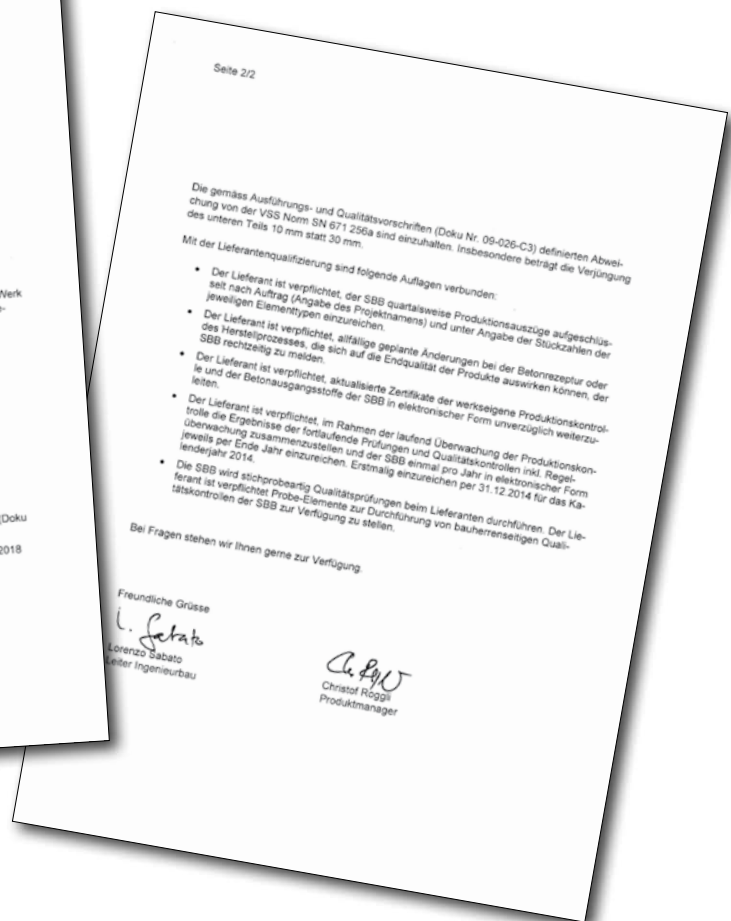 Werk
Doku
2018
Seite 2/2
Die gemäss Ausführungs- und Qualitätsvorschriften (Doku Nr. 09-026-C3) definierten Abwei-
chung von der VSS Norm SN 671 256a sind einzuhalten. Insbesondere beträgt die Verjüngung
des unteren Teils 10 mm statt 30 mm.
Mit der Lieferantenqualifizierung sind folgende Auflagen verbunden:
• Der Lieferant ist verpflichtet, der SBB quartalsweise Produktionsauszüge aufgeschlüs-
selt nach Auftrag (Angabe des Projektnamens) und unter Angabe der Stückzahlen der
jeweiligen Elementtypen einzureichen.
• Der Lieferant ist verpflichtet, allfällige geplante Änderungen bei der Betonrezeptur oder
des Herstellprozesses, die sich auf die Endqualität der Produkte auswirken können, der
SBB rechtzeitig zu melden.
• Der Lieferant ist verpflichtet, aktualisierte Zertifikate der werkseigene Produktionskontrol-
le und der Betonausgangsstoffe der SBB in elektronischer Form unverzüglich weiterzu-
leiten.
• Der Lieferant ist verpflichtet, im Rahmen der laufend Überwachung der Produktionskon-
trolle die Ergebnisse der fortlaufende Prüfungen und Qualitätskontrollen inkl. Regel-
überwachung zusammenzustellen und der SBB einmal pro Jahr in elektronischer Form
jeweils per Ende Jahr einzureichen. Erstmalig einzureichen per 31.12.2014 für das Ka-
lenderjahr 2014.
• Die SBB wird stichprobeartig Qualitätsprüfungen beim Lieferanten durchführen. Der Lie-
ferant ist verpflichtet Probe-Elemente zur Durchführung von bauherrenseitigen Quali-
tätskontrollen der SBB zur Verfügung zu stellen.
Bei Fragen stehen wir Ihnen gerne zur Verfügung.
Freundliche Grüsse
L. Sabato
Lorenzo Sabato
Leiter Ingenieurbau
Christof Roggli
Produktmanager